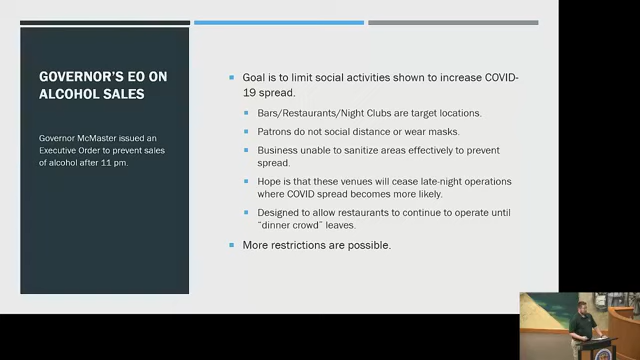 GOVERNOR'S EO ON
ALCOHOL SALES
Governor McMaster issued an
Executive Order to prevent sales
of alcohol after 11 pm.
Goal is to limit social activities shown to increase COVID-
19 spread.
Bars/Restaurants/Night Clubs are target locations.
Patrons do not social distance or wear masks.
Business unable to sanitize areas effectively to prevent
spread.
Hope is that these venues will cease late-night operations
where COVID spread becomes more likely.
Designed to allow restaurants to continue to operate until
"dinner crowd" leaves.
More restrictions are possible.